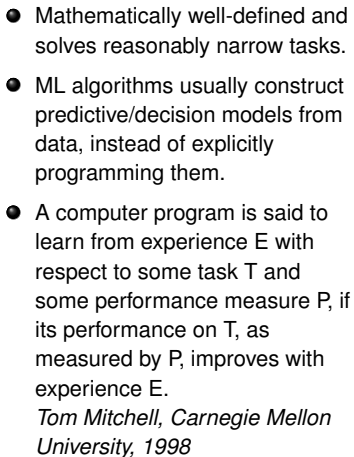 Mathematically well-defined and
solves reasonably narrow tasks.
ML algorithms usually construct
predictive/decision models from
data, instead of explicitly
programming them.
A computer program is said to
learn from experience E with
respect to some task T and
some performance measure P, if
its performance on T, as
measured by P, improves with
experience E.
Tom Mitchell, Carnegie Mellon
University, 1998